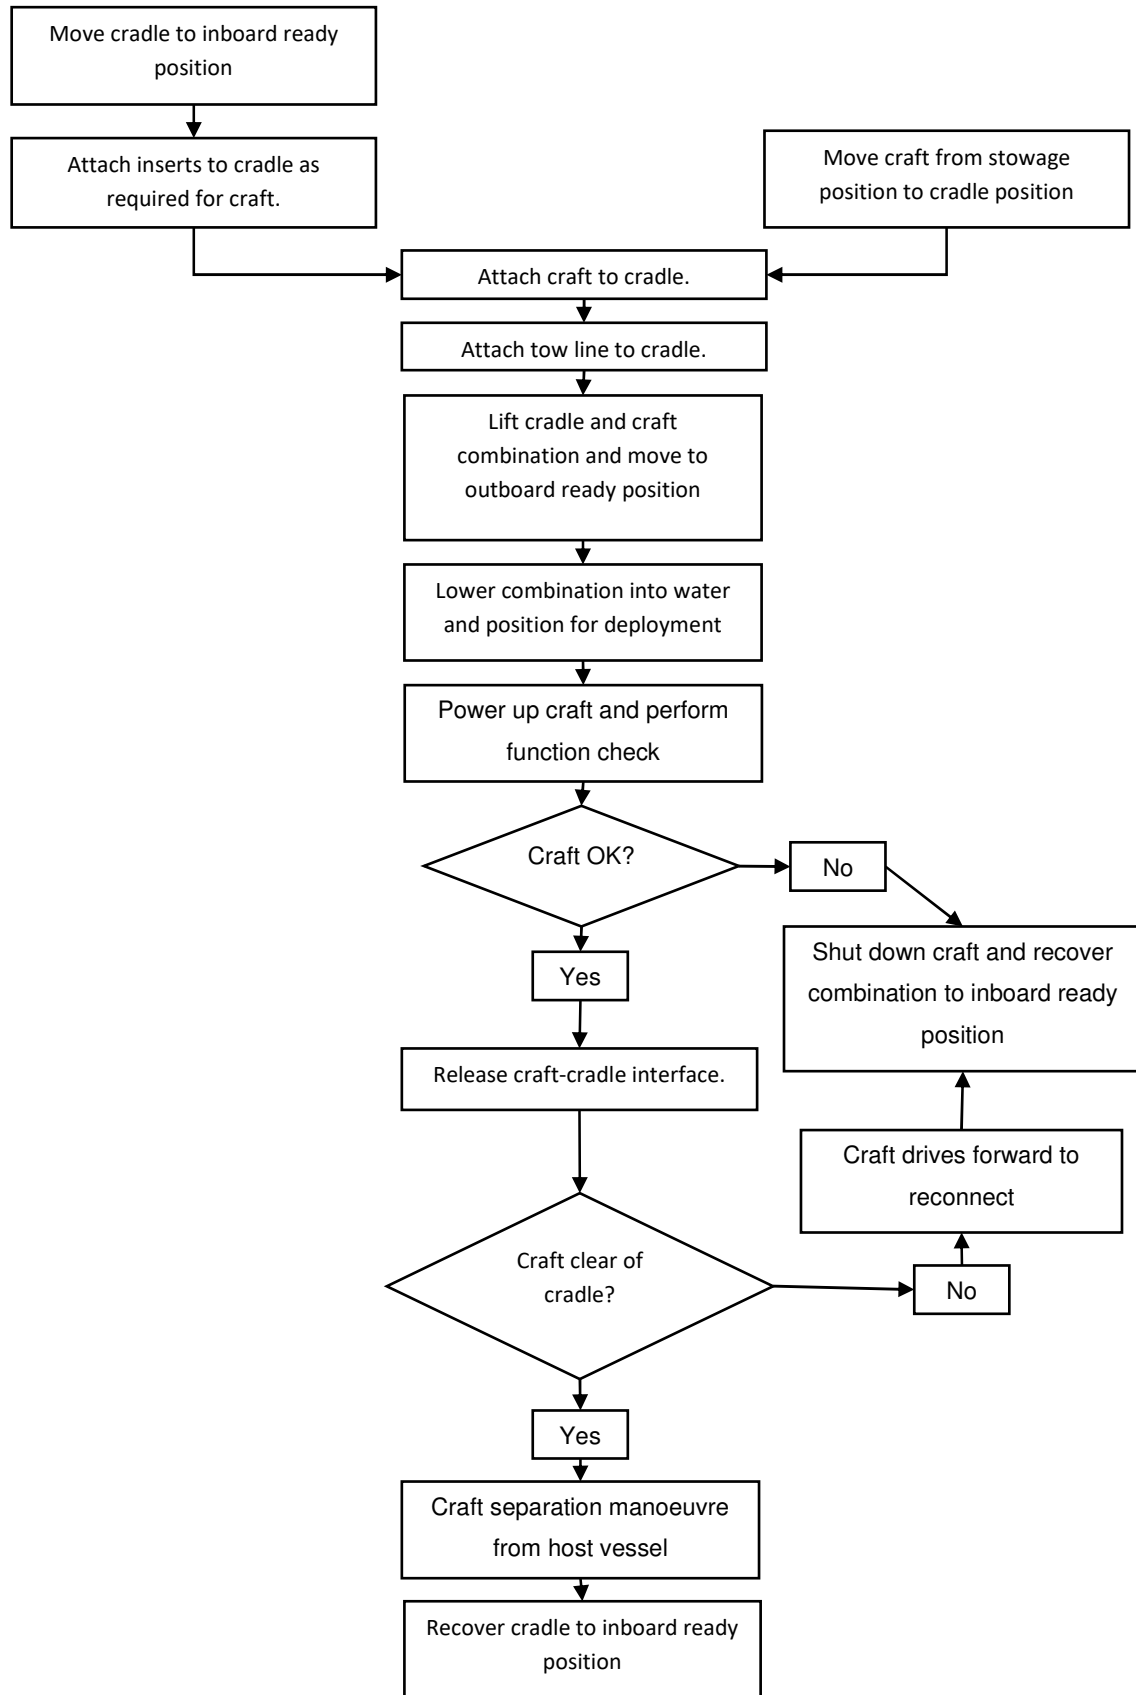 Move cradle to inboard ready
position
Attach inserts to cradle as
required for craft.
Move craft from stowage
position to cradle position
Attach craft to cradle.
Attach tow line to cradle.
Lift cradle and craft
combination and move to
outboard ready position
Lower combination into water
and position for deployment
Power up craft and perform
function check
Craft OK?
No
Yes
Shut down craft and recover
combination to inboard ready
position
Release craft-cradle interface.
Craft drives forward to
reconnect
Craft clear of
cradle?
No
Yes
Craft separation manoeuvre
from host vessel
Recover cradle to inboard ready
position